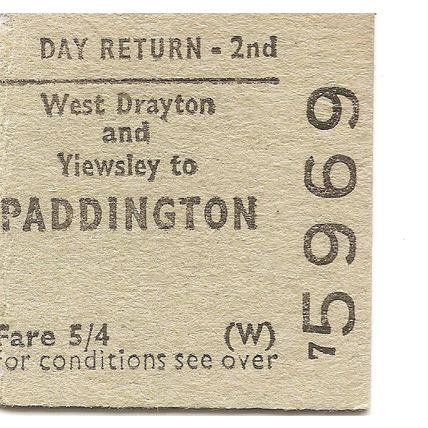 DAY RETURN - 2nd
West Drayton
and
Yiewsley to
PADDINGTON
Fare 5/4 (W)
For conditions see over
75969